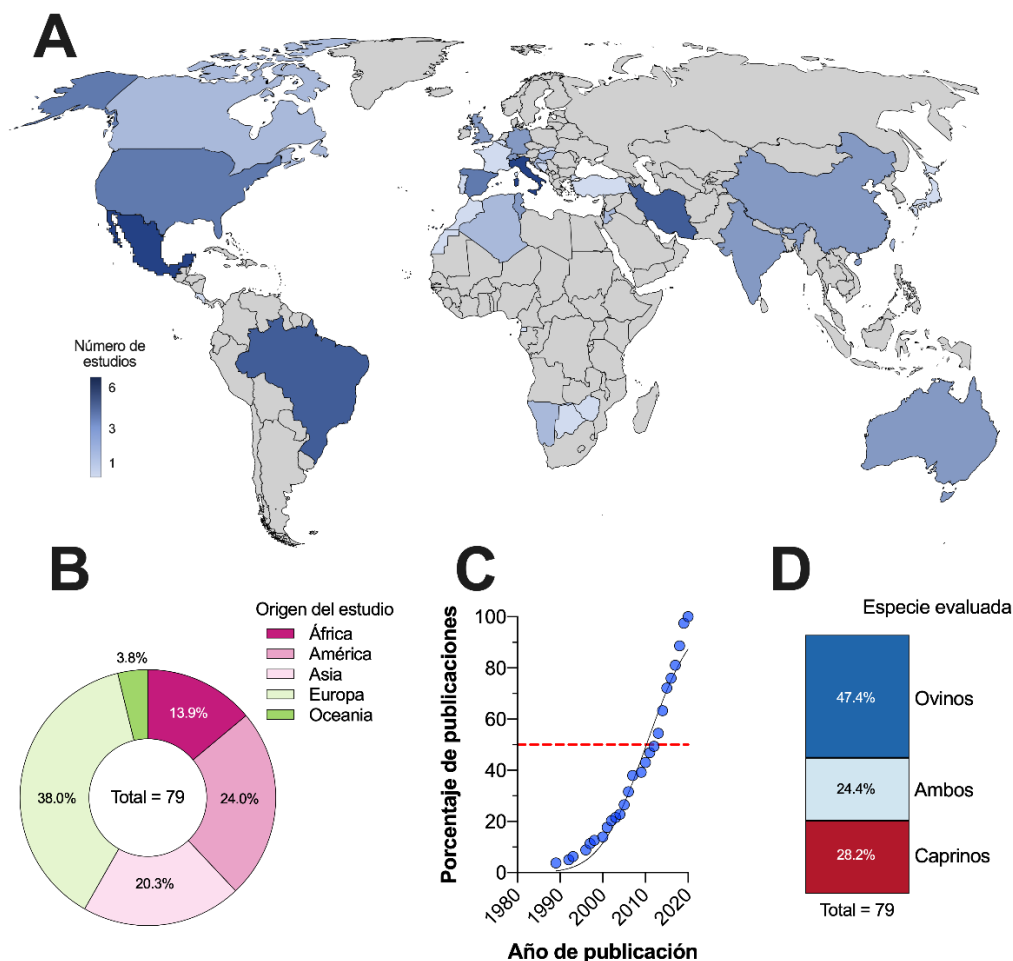 A
Número de
estudios
6
3
1
B
Origen del estudio
África
América
Asia
Europa
Oceania
3.8%
13.9%
24.0%
20.3%
38.0%
Total = 79
C
Porcentaje de publicaciones
100
80
60
40
20
0
1980
1990
2000
2010
2020
Año de publicación
D
Especie evaluada
47.4%
Ovinos
24.4%
Ambos
28.2%
Caprinos
Total = 79